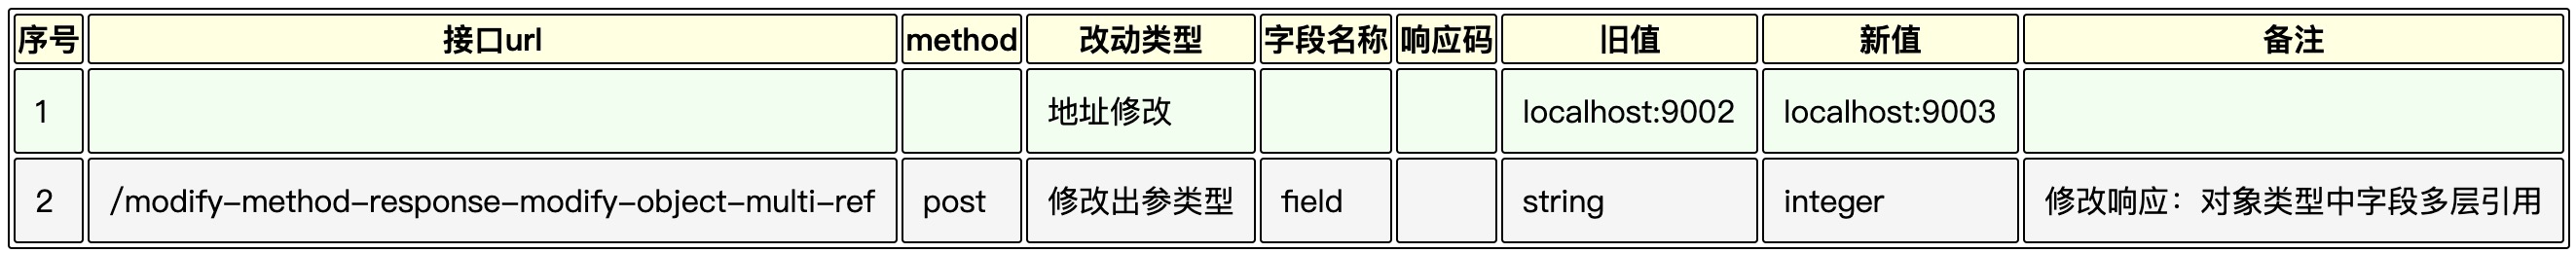 序号 接口url method 改动类型 字段名称 响应码 旧值 新值 备注
1 地址修改 localhost:9002 localhost:9003
2 /modify-method-response-modify-object-multi-ref post 修改出参类型 field string integer 修改响应：对象类型中字段多层引用